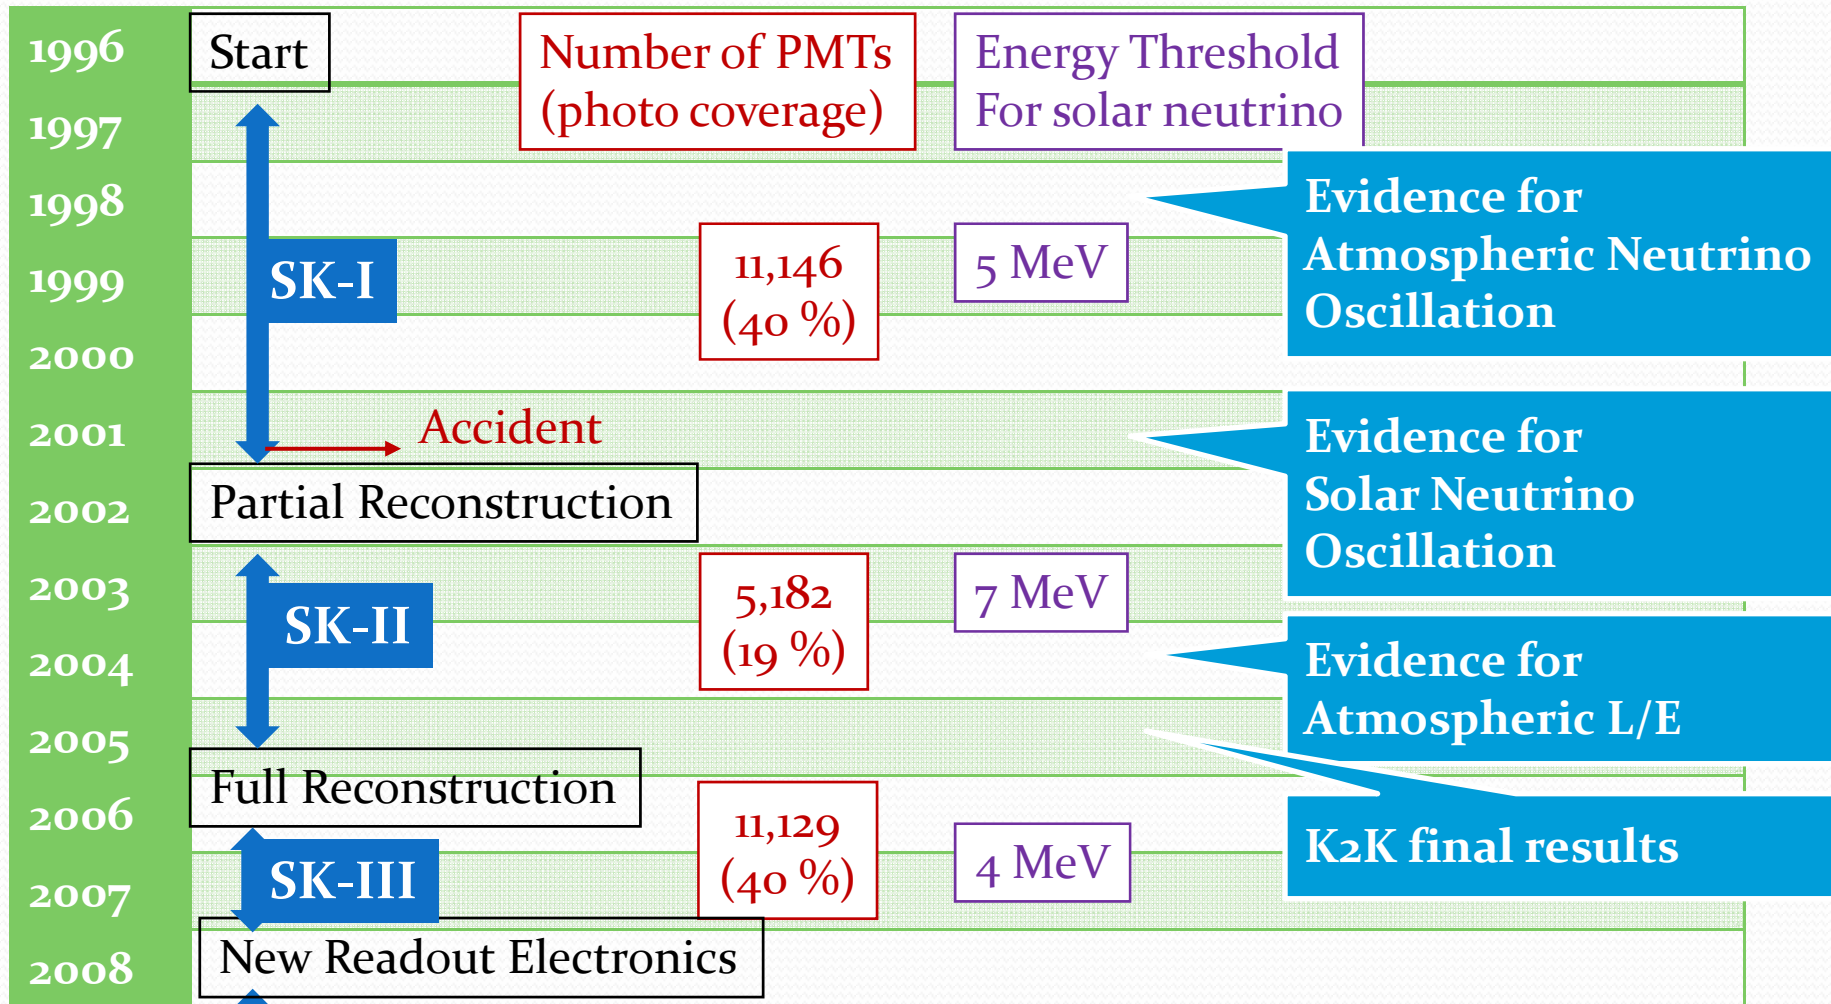 1996
Start
Number of PMTs
(photo coverage)
Energy Threshold
For solar neutrino
1997
1998
Evidence for
Atmospheric Neutrino
Oscillation
1999
SK-I
11,146
(40 %)
5 MeV
2000
2001
Accident
Evidence for
Solar Neutrino
Oscillation
2002
Partial Reconstruction
2003
SK-II
5,182
(19 %)
7 MeV
2004
Evidence for
Atmospheric L/E
2005
Full Reconstruction
2006
11,129
(40 %)
4 MeV
K2K final results
SK-III
2007
New Readout Electronics
2008